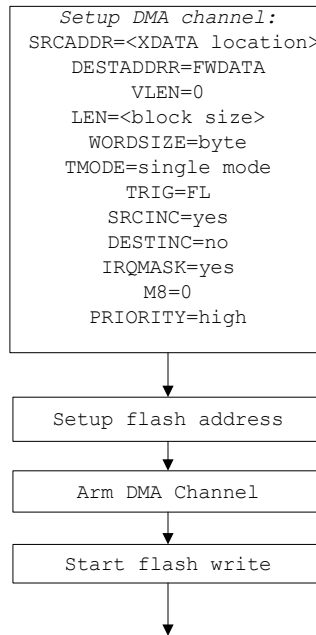 Setup DMA channel:
SRCADDR=<XDATA location>
DESTADDRR=FWDATA
VLEN=0
LEN=<block size>
WORDSIZE=byte
TMODE=single mode
TRIG=FL
SRCINC=yes
DESTINC=no
IRQMASK=yes
M8=0
PRIORITY=high
Setup flash address
Arm DMA Channel
Start flash write